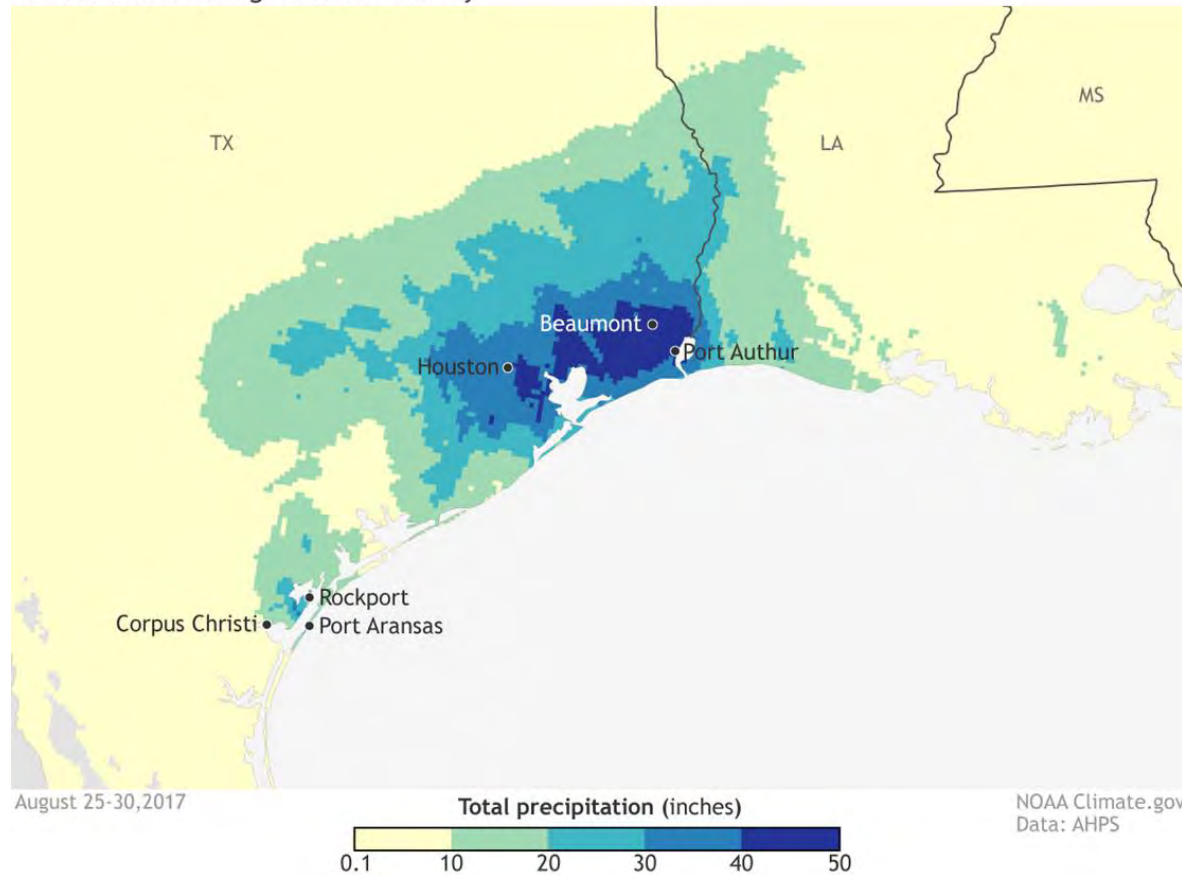 TX
LA
MS
Beaumont
Port Authur
Houston
Rockport
Corpus Christi
Port Aransas
August 25-30,2017
Total precipitation (inches)
NOAA Climate.gov
Data: AHPS
0.1 10 20 30 40 50